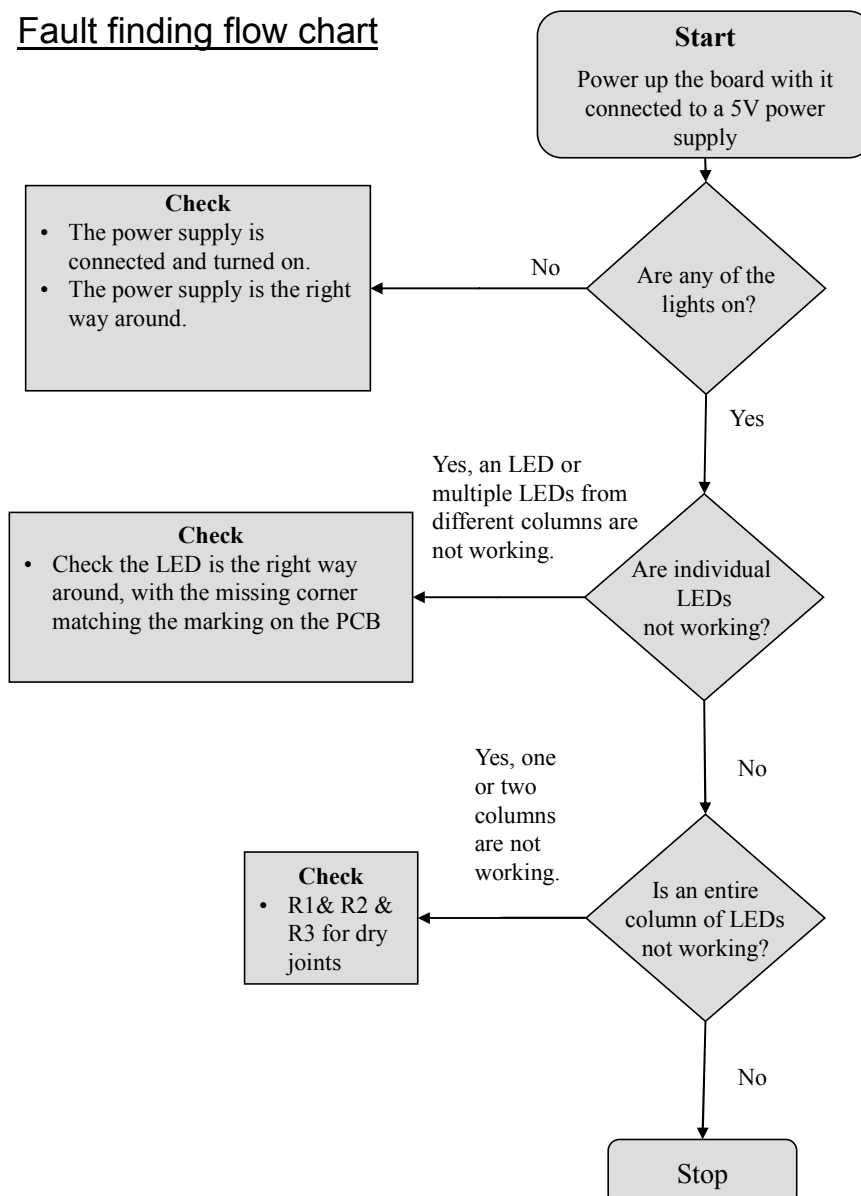 Fault finding flow chart
Start
Power up the board with it
connected to a 5V power
supply
Check
• The power supply is
connected and turned on.
• The power supply is the right
way around.
No
Are any of the
lights on?
Yes
Yes, an LED or
multiple LEDs from
different columns are
not working.
Check
• Check the LED is the right way
around, with the missing corner
matching the marking on the PCB
Are individual
LEDs
not working?
No
Yes, one
or two
columns
are not
working.
Check
• R1& R2 &
R3 for dry
joints
Is an entire
column of LEDs
not working?
No
Stop